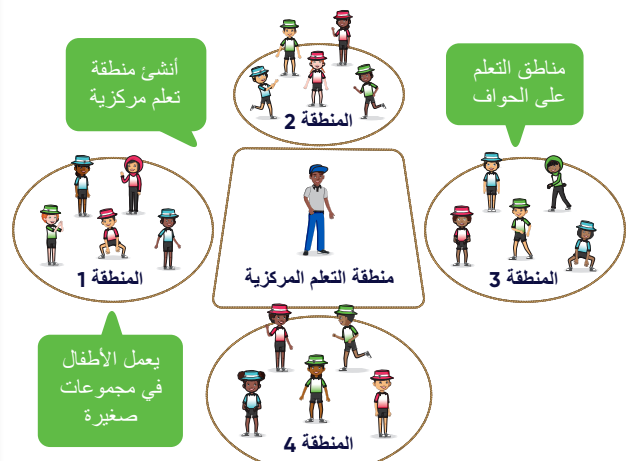 أنشئ منطقة
تعلم مركزية
المنطقة 2
مناطق التعلم
على الحواف
المنطقة 1
منطقة التعلم المركزية
المنطقة 3
يعمل الأطفال
في مجموعات
صغيرة
المنطقة 4